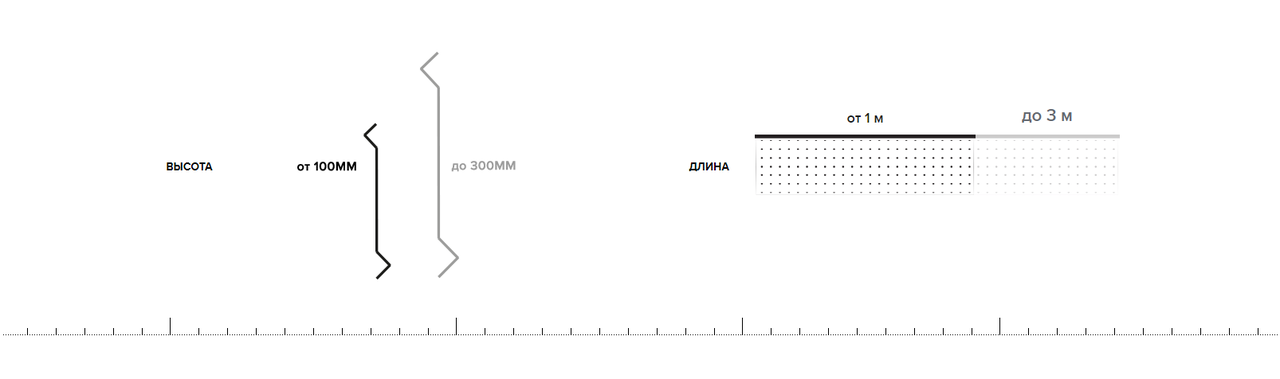 ВЫСОТА
от 100ММ
до 300ММ
ДЛИНА
от 1 м
до 3 м